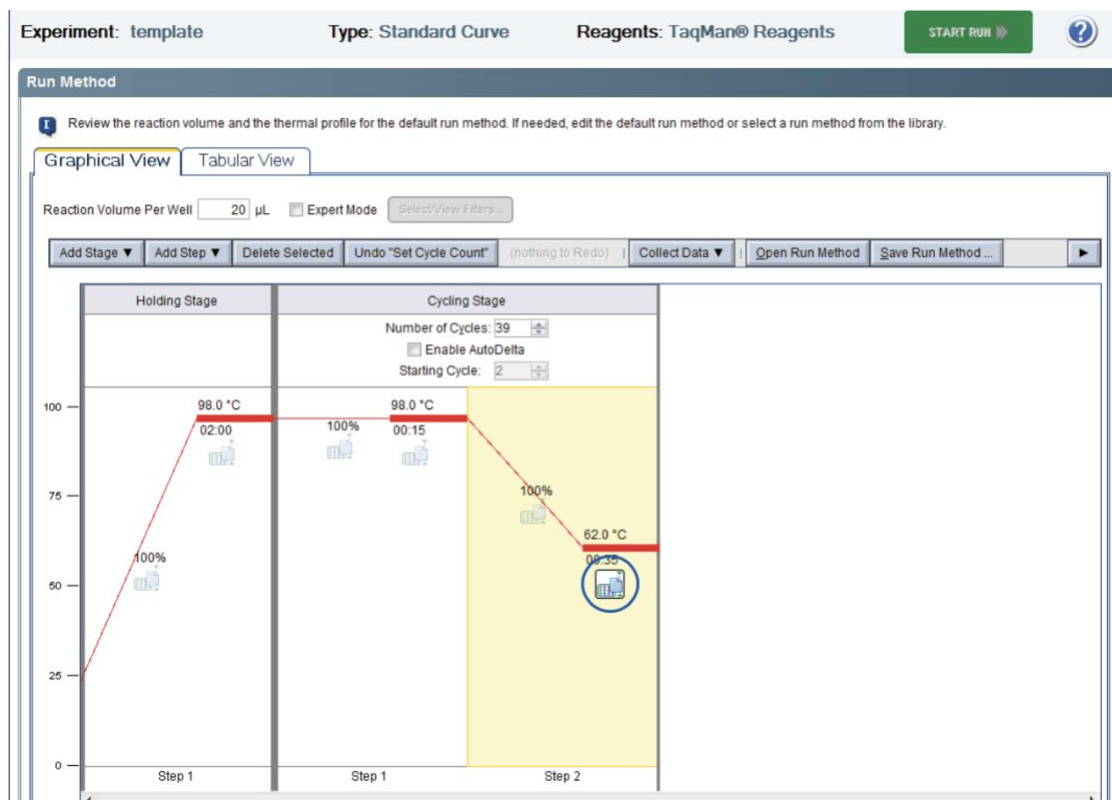 Experiment: template Type: Standard Curve Reagents: TaqMan® Reagents START RUN
Run Method
Review the reaction volume and the thermal profile for the default run method. If needed, edit the default run method or select a run method from the library.
Graphical View Tabular View
Reaction Volume Per Well 20 µL Expert Mode Select/View Filters...
Add Stage ▼ Add Step ▼ Delete Selected Undo "Set Cycle Count" (nothing to Redo) Collect Data ▼ Open Run Method Save Run Method ...
Holding Stage Cycling Stage
Number of Cycles: 39
Enable AutoDelta
Starting Cycle: 2
100 98.0 °C 98.0 °C
02:00 100% 00:15
75 100%
62.0 °C
100% 00:35
50
25
0
Step 1 Step 1 Step 2